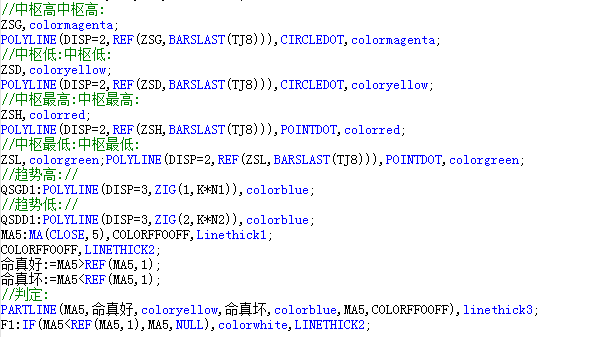 //中枢高中枢高:
ZSG,colormagenta;
POLYLINE(DISP=2,REF(ZSG,BARSLAST(TJ8))),CIRCLEDOT,colormagenta;
//中枢低:中枢低:
ZSD,coloryellow;
POLYLINE(DISP=2,REF(ZSD,BARSLAST(TJ8))),CIRCLEDOT,coloryellow;
//中枢最高:中枢最高:
ZSH,colorred;
POLYLINE(DISP=2,REF(ZSH,BARSLAST(TJ8))),POINTDOT,colorred;
//中枢最低:中枢最低:
ZSL,colorgreen;POLYLINE(DISP=2,REF(ZSL,BARSLAST(TJ8))),POINTDOT,colorgreen;
//趋势高://
QSGD1:POLYLINE(DISP=3,ZIG(1,K*N1)),colorblue;
//趋势低://
QSDD1:POLYLINE(DISP=3,ZIG(2,K*N2)),colorblue;
MA5:MA(CLOSE,5),COLORFF00FF,Linethick1;
COLORFF00FF,LINETHICK2;
命真好:=MA5>REF(MA5,1);
命真坏:=MA5<REF(MA5,1);
//判定:
PARTLINE(MA5,命真好,coloryellow,命真坏,colorblue,MA5,COLORFF00FF),linethick3;
F1:IF(MA5<REF(MA5,1),MA5,NULL),colorwhite,LINETHICK2;